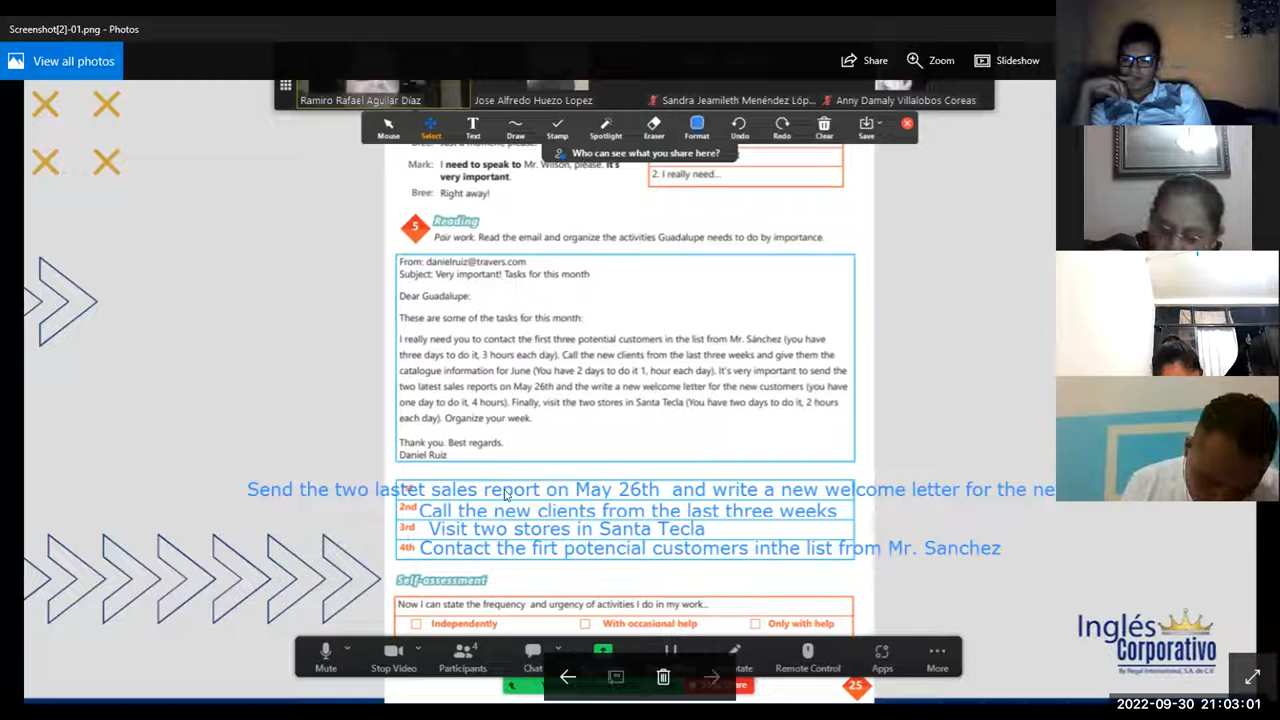 Screenshot[2]-01.png - Photos
View all photos
Share
Zoom
Slideshow
Ramiro Rafael Aguilar Díaz
Jose Alfredo Huezo Lopez
Sandra Jeamileth Menéndez Lóp...
Anny Damaly Villalobos Coreas
Mouse
Select
Text
Draw
Stamp
Spotlight
Eraser
Format
Undo
Redo
Clear
Save
Who can see what you share here?
Mark: I need to speak to Mr. Wilson, please. It's
very important.
2. I really need...
Bree: Right away!
5
Reading
Pair work. Read the email and organize the activities Guadalupe needs to do by importance.
From: danielruiz@travers.com
Subject: Very important! Tasks for this month
Dear Guadalupe:
These are some of the tasks for this month:
I really need you to contact the first three potential customers in the list from Mr. Sánchez (you have
three days to do it, 3 hours each day). Call the new clients from the last three weeks and give them the
catalogue information for June (You have 2 days to do it 1, hour each day). It's very important to send the
two latest sales reports on May 26th and the write a new welcome letter for the new customers (you have
one day to do it, 4 hours). Finally, visit the two stores in Santa Tecla (You have two days to do it, 2 hours
each day). Organize your week.
Thank you. Best regards.
Daniel Ruiz
Send the two lastet sales report on May 26th and write a new welcome letter for the ne
2nd Call the new clients from the last three weeks
3rd Visit two stores in Santa Tecla
4th Contact the firt potencial customers inthe list from Mr. Sanchez
Self-assessment
Now I can state the frequency and urgency of activities I do in my work...
Independently
With occasional help
Only with help
Mute
Stop Video
4
Participants
Chat
Remote Control
Apps
More
25
Inglés
Corporativo
2022-09-30 21:03:01